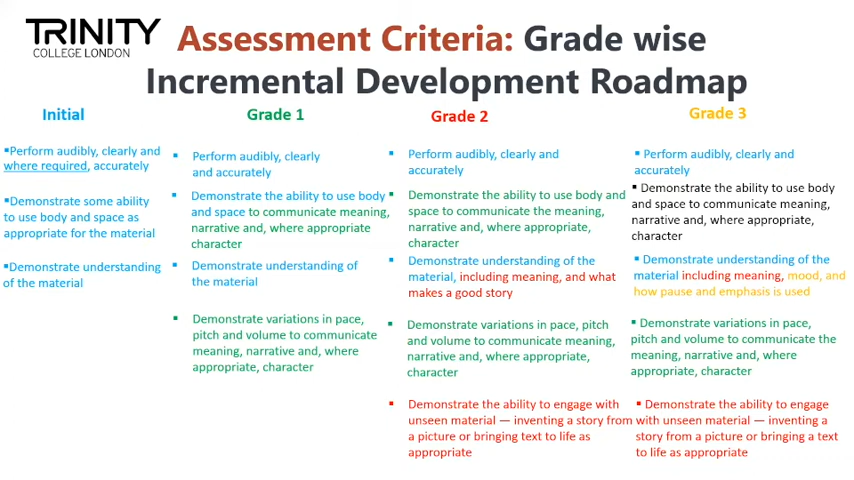 TRINITY
COLLEGE LONDON
Assessment Criteria: Grade wise
Incremental Development Roadmap
Initial
▪Perform audibly, clearly and
where required, accurately
▪Demonstrate some ability
to use body and space as
appropriate for the material
▪Demonstrate understanding
of the material
Grade 1
▪ Perform audibly, clearly
and accurately
▪ Demonstrate the ability to use body
and space to communicate meaning,
narrative and, where appropriate
character
▪ Demonstrate understanding of
the material
▪ Demonstrate variations in pace,
pitch and volume to communicate
meaning, narrative and, where
appropriate, character
Grade 2
▪ Perform audibly, clearly and
accurately
▪ Demonstrate the ability to use body and
space to communicate the meaning,
narrative and, where appropriate,
character
▪ Demonstrate understanding of the
material, including meaning, and what
makes a good story
▪ Demonstrate variations in pace, pitch
and volume to communicate meaning,
narrative and, where appropriate,
character
▪ Demonstrate the ability to engage with
unseen material — inventing a story from
a picture or bringing text to life as
appropriate
Grade 3
▪ Perform audibly, clearly and
accurately
▪ Demonstrate the ability to use body
and space to communicate meaning,
narrative and, where appropriate,
character
▪ Demonstrate understanding of the
material including meaning, mood, and
how pause and emphasis is used
▪ Demonstrate variations in pace,
pitch and volume to communicate the
meaning, narrative and, where
appropriate, character
▪ Demonstrate the ability to engage
with unseen material — inventing a
story from a picture or bringing a text
to life as appropriate